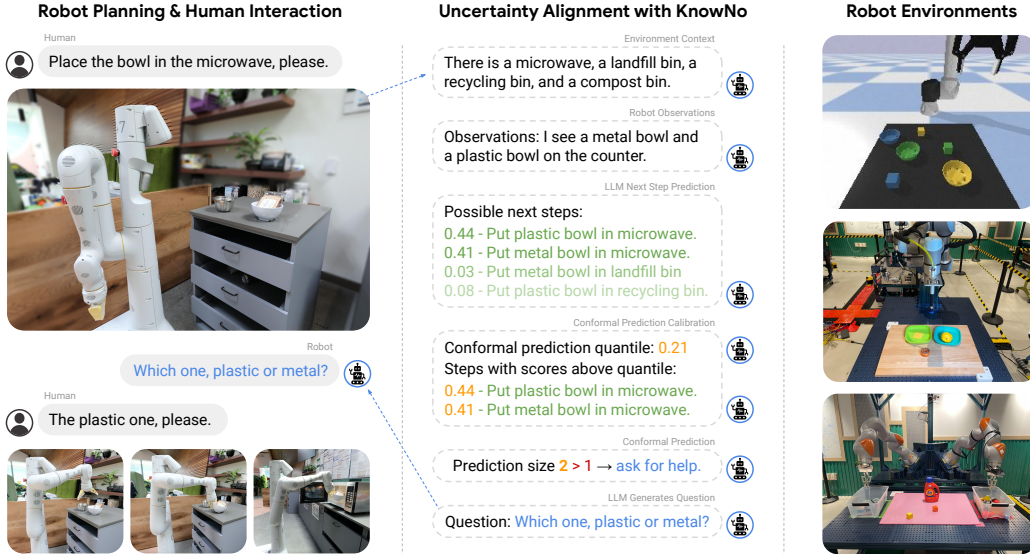 Robot Planning & Human Interaction
Human
Place the bowl in the microwave, please.
Robot
Which one, plastic or metal?
Human
The plastic one, please.
Uncertainty Alignment with KnowNo
Environment Context
There is a microwave, a landfill bin, a
recycling bin, and a compost bin.
Robot Observations
Observations: I see a metal bowl and
a plastic bowl on the counter.
LLM Next Step Prediction
Possible next steps:
0.44 - Put plastic bowl in microwave.
0.41 - Put metal bowl in microwave.
0.03 - Put metal bowl in landfill bin
0.08 - Put plastic bowl in recycling bin.
Conformal Prediction Calibration
Conformal prediction quantile: 0.21
Steps with scores above quantile:
0.44 - Put plastic bowl in microwave.
0.41 - Put metal bowl in microwave.
Conformal Prediction
Prediction size 2 > 1 → ask for help.
LLM Generates Question
Question: Which one, plastic or metal?
Robot Environments